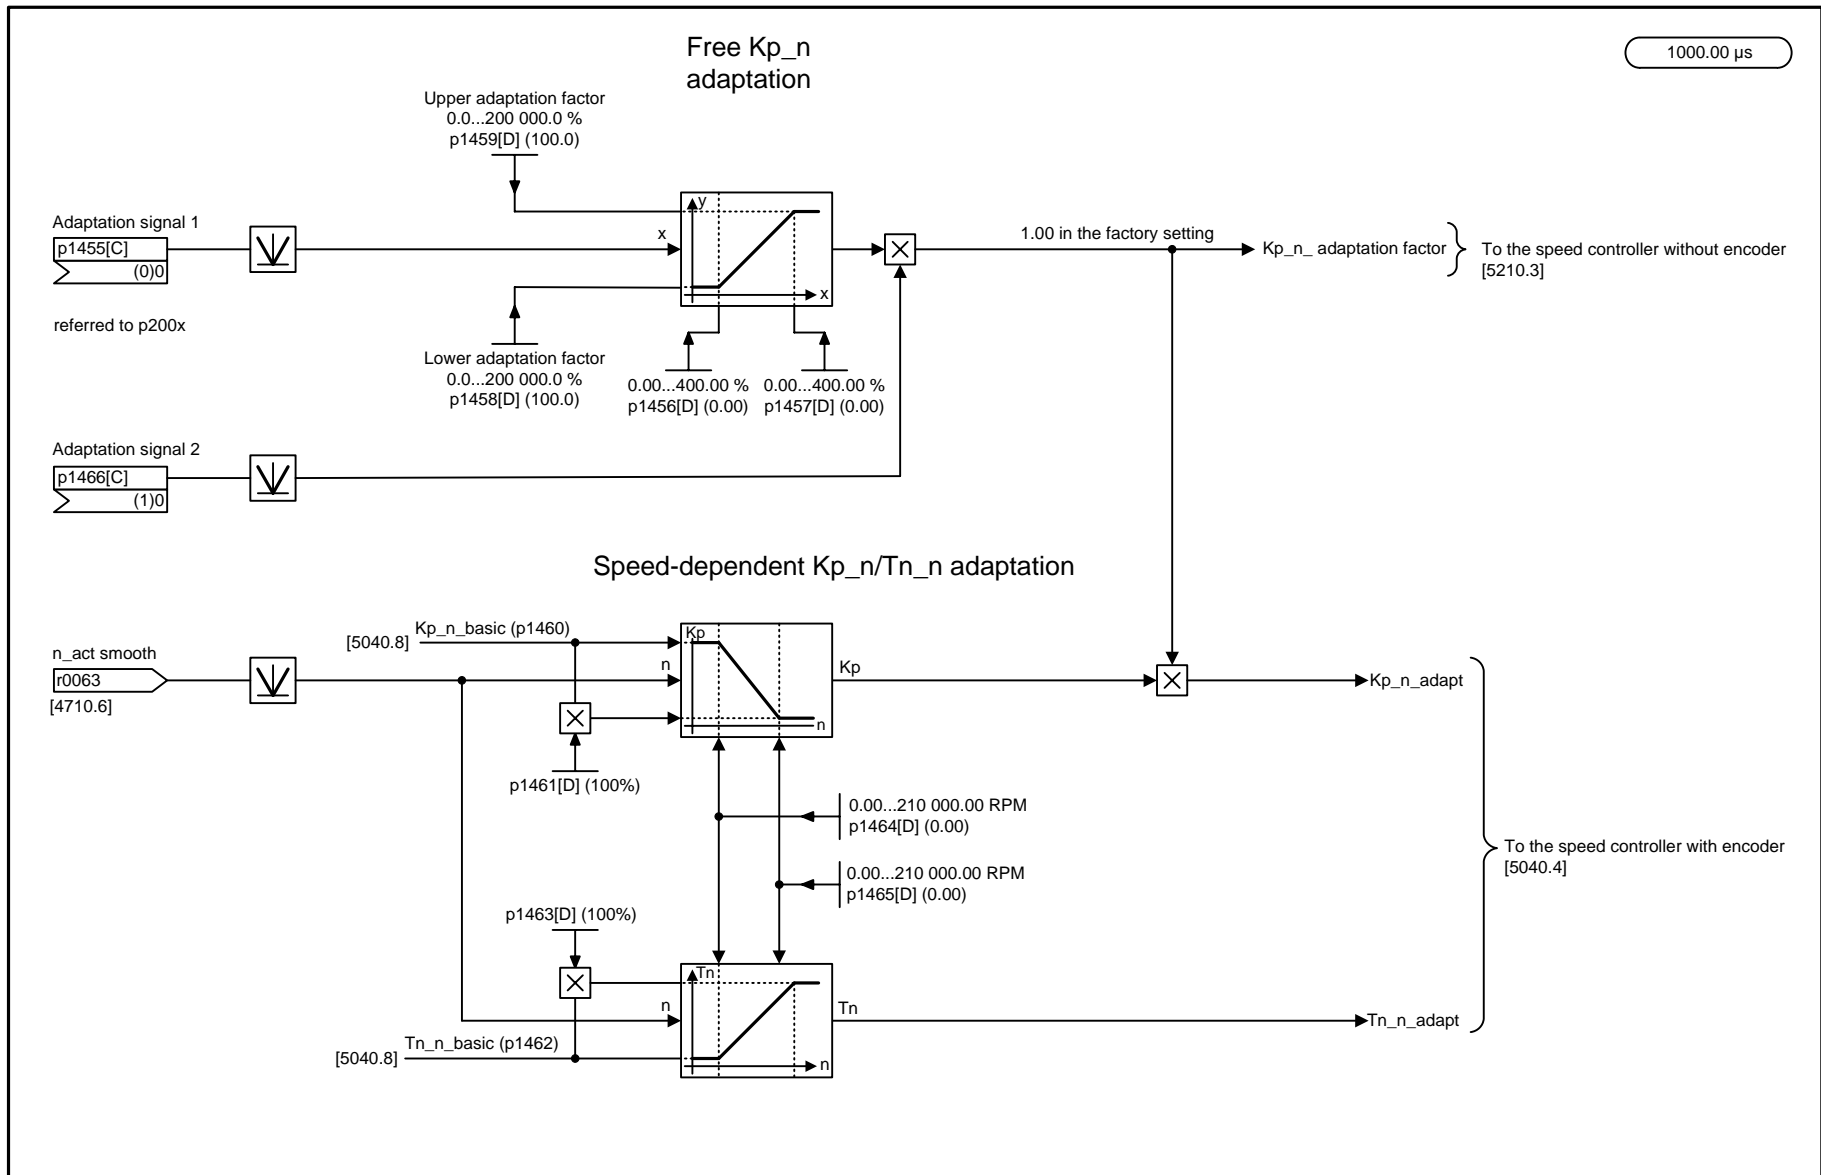 Free Kp_n
adaptation
1000.00 µs
Upper adaptation factor
0.0...200 000.0 %
p1459[D] (100.0)
Adaptation signal 1
p1455[C]
(0)0
referred to p200x
x
y
x
1.00 in the factory setting
Kp_n_ adaptation factor
To the speed controller without encoder
[5210.3]
Lower adaptation factor
0.0...200 000.0 %
p1458[D] (100.0)
0.00...400.00 %
p1456[D] (0.00)
0.00...400.00 %
p1457[D] (0.00)
Adaptation signal 2
p1466[C]
(1)0
Speed-dependent Kp_n/Tn_n adaptation
[5040.8]
Kp_n_basic (p1460)
n_act smooth
r0063
[4710.6]
n
Kp
n
Kp
Kp_n_adapt
p1461[D] (100%)
0.00...210 000.00 RPM
p1464[D] (0.00)
0.00...210 000.00 RPM
p1465[D] (0.00)
To the speed controller with encoder
[5040.4]
p1463[D] (100%)
n
Tn
n
Tn
Tn_n_adapt
[5040.8]
Tn_n_basic (p1462)